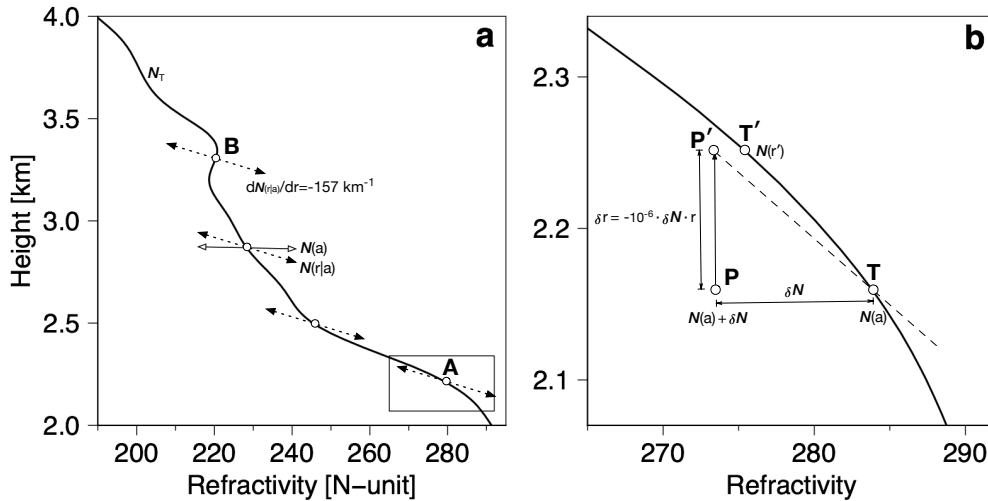 a
4.0
3.5
3.0
2.5
2.0
Height [km]
N_T
B
dN(r|a)/dr=-157 km⁻¹
N(a)
N(r|a)
A
200
220
240
260
280
Refractivity [N-unit]
b
2.3
2.2
2.1
P′
T′
N(r′)
δr = -10⁻⁶· δN · r
P
T
δN
N(a) + δN
N(a)
270
280
290
Refractivity